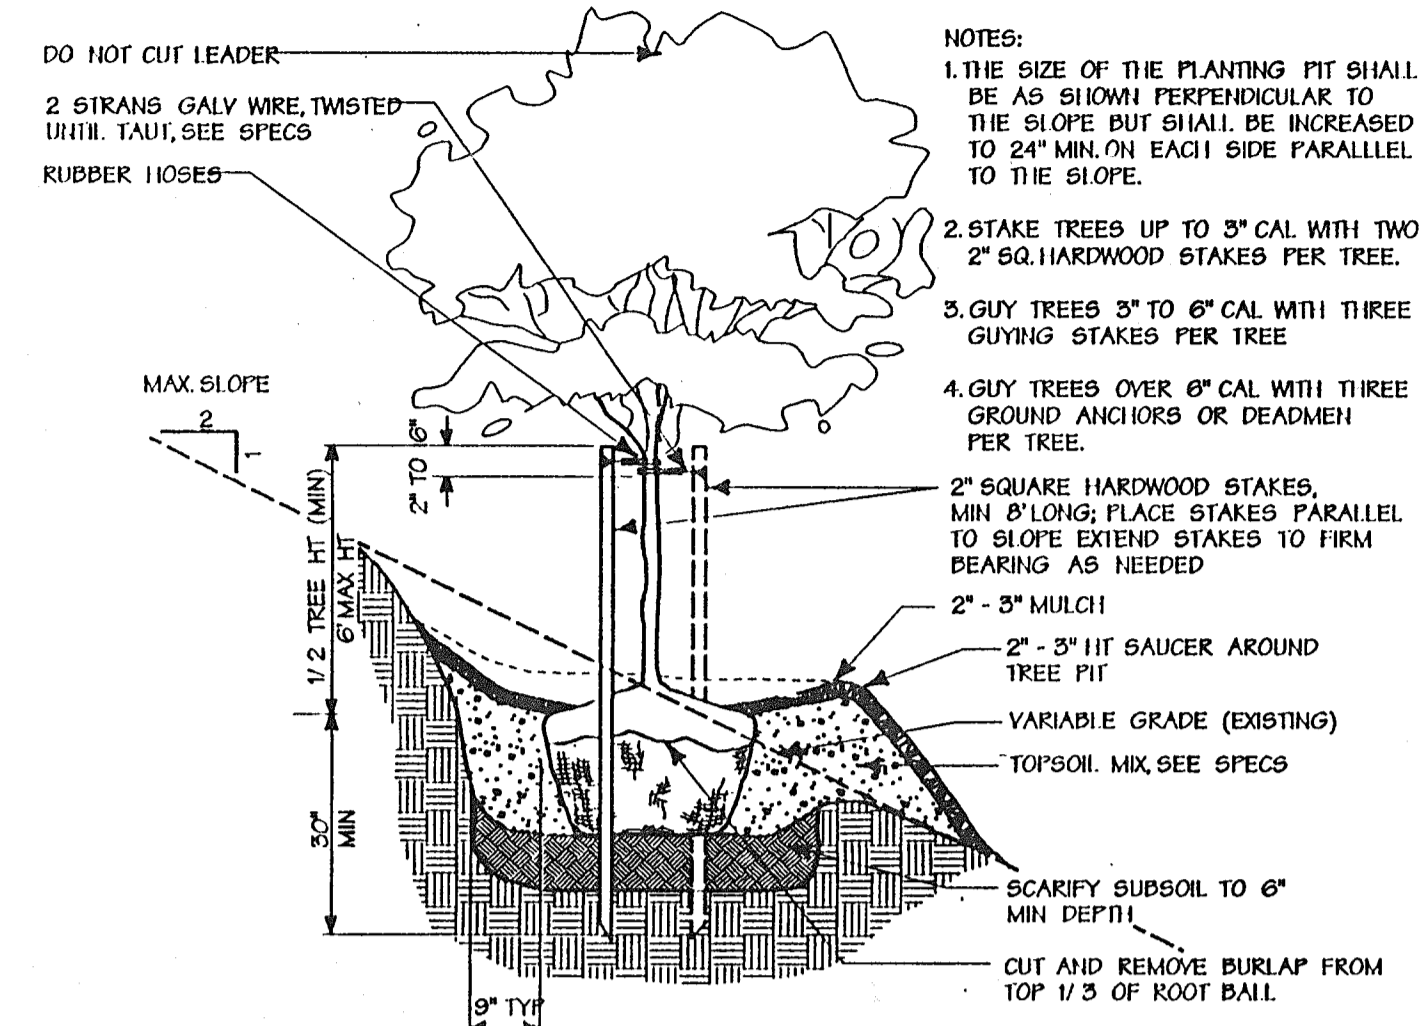 DO NOT CUT LEADER
2 STRANS GALV WIRE, TWISTED
UNTIL TAUT, SEE SPECS
RUBBER HOSES
MAX. SLOPE
2
1
1/2 TREE HT (MIN)
6' MAX HT
2" TO 6"
30"
MIN
9" TYP
NOTES:
1. THE SIZE OF THE PLANTING PIT SHALL
BE AS SHOWN PERPENDICULAR TO
THE SLOPE BUT SHALL BE INCREASED
TO 24" MIN. ON EACH SIDE PARALLLEL
TO THE SLOPE.
2. STAKE TREES UP TO 3" CAL WITH TWO
2" SQ. HARDWOOD STAKES PER TREE.
3. GUY TREES 3" TO 6" CAL WITH THREE
GUYING STAKES PER TREE
4. GUY TREES OVER 6" CAL WITH THREE
GROUND ANCHORS OR DEADMEN
PER TREE.
2" SQUARE HARDWOOD STAKES,
MIN 8' LONG; PLACE STAKES PARALLEL
TO SLOPE EXTEND STAKES TO FIRM
BEARING AS NEEDED
2" - 3" MULCH
2" - 3" HT SAUCER AROUND
TREE PIT
VARIABLE GRADE (EXISTING)
TOPSOIL MIX, SEE SPECS
SCARIFY SUBSOIL TO 6"
MIN DEPTH
CUT AND REMOVE BURLAP FROM
TOP 1/3 OF ROOT BALL